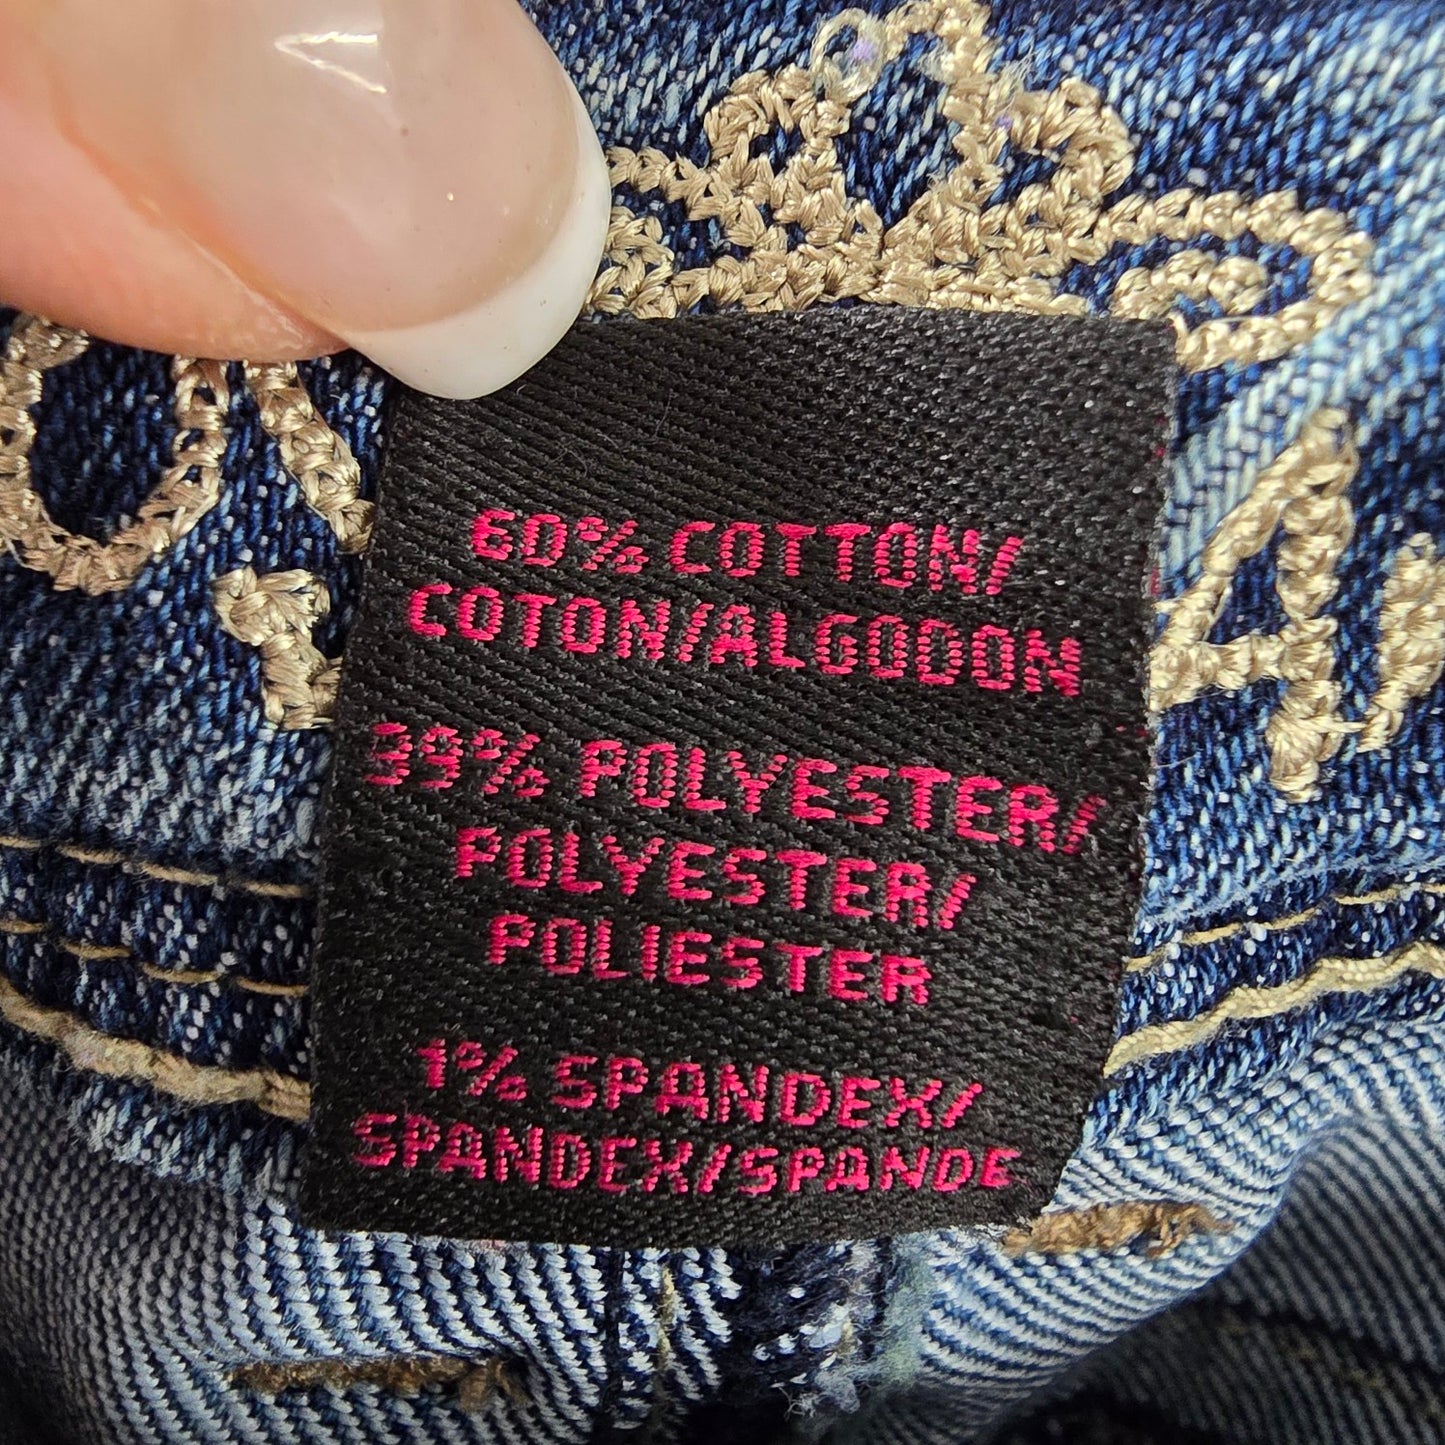 60% COTTON/
COTON/ALGODON
39% POLYESTER/
POLYESTER/
POLIESTER
1% SPANDEX/
SPANDEX/SPANDE